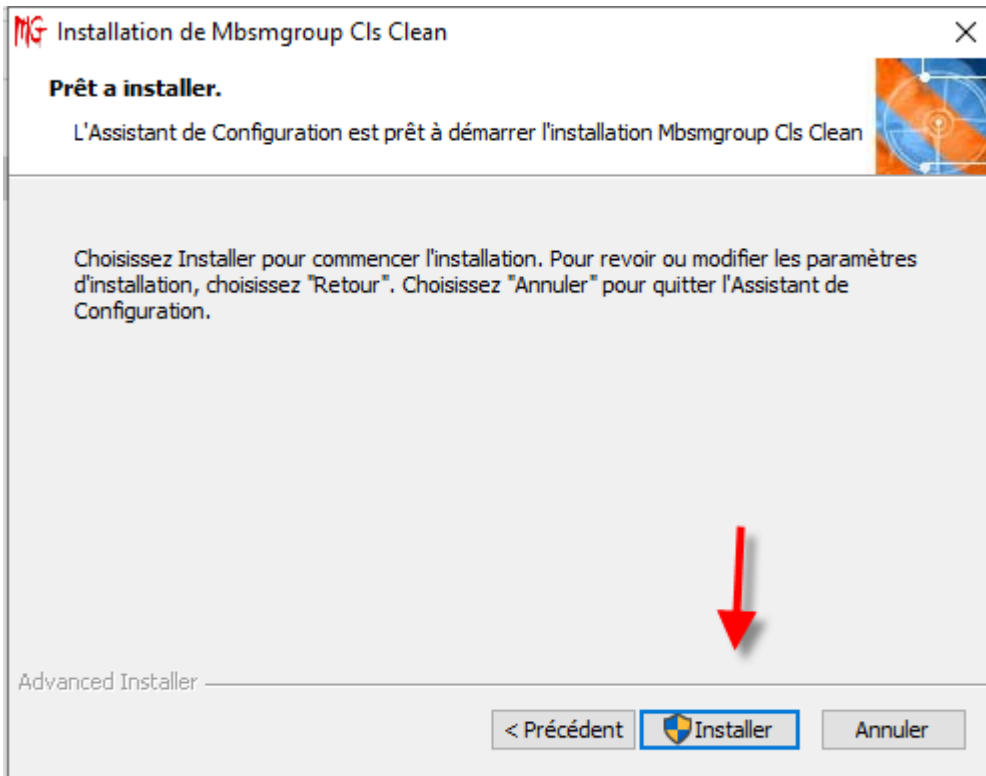 MG Installation de Mbsmgroup Cls Clean
Prêt a installer.
L'Assistant de Configuration est prêt à démarrer l'installation Mbsmgroup Cls Clean
Choisissez Installer pour commencer l'installation. Pour revoir ou modifier les paramètres
d'installation, choisissez "Retour". Choisissez "Annuler" pour quitter l'Assistant de
Configuration.
Advanced Installer
< Précédent Installer Annuler